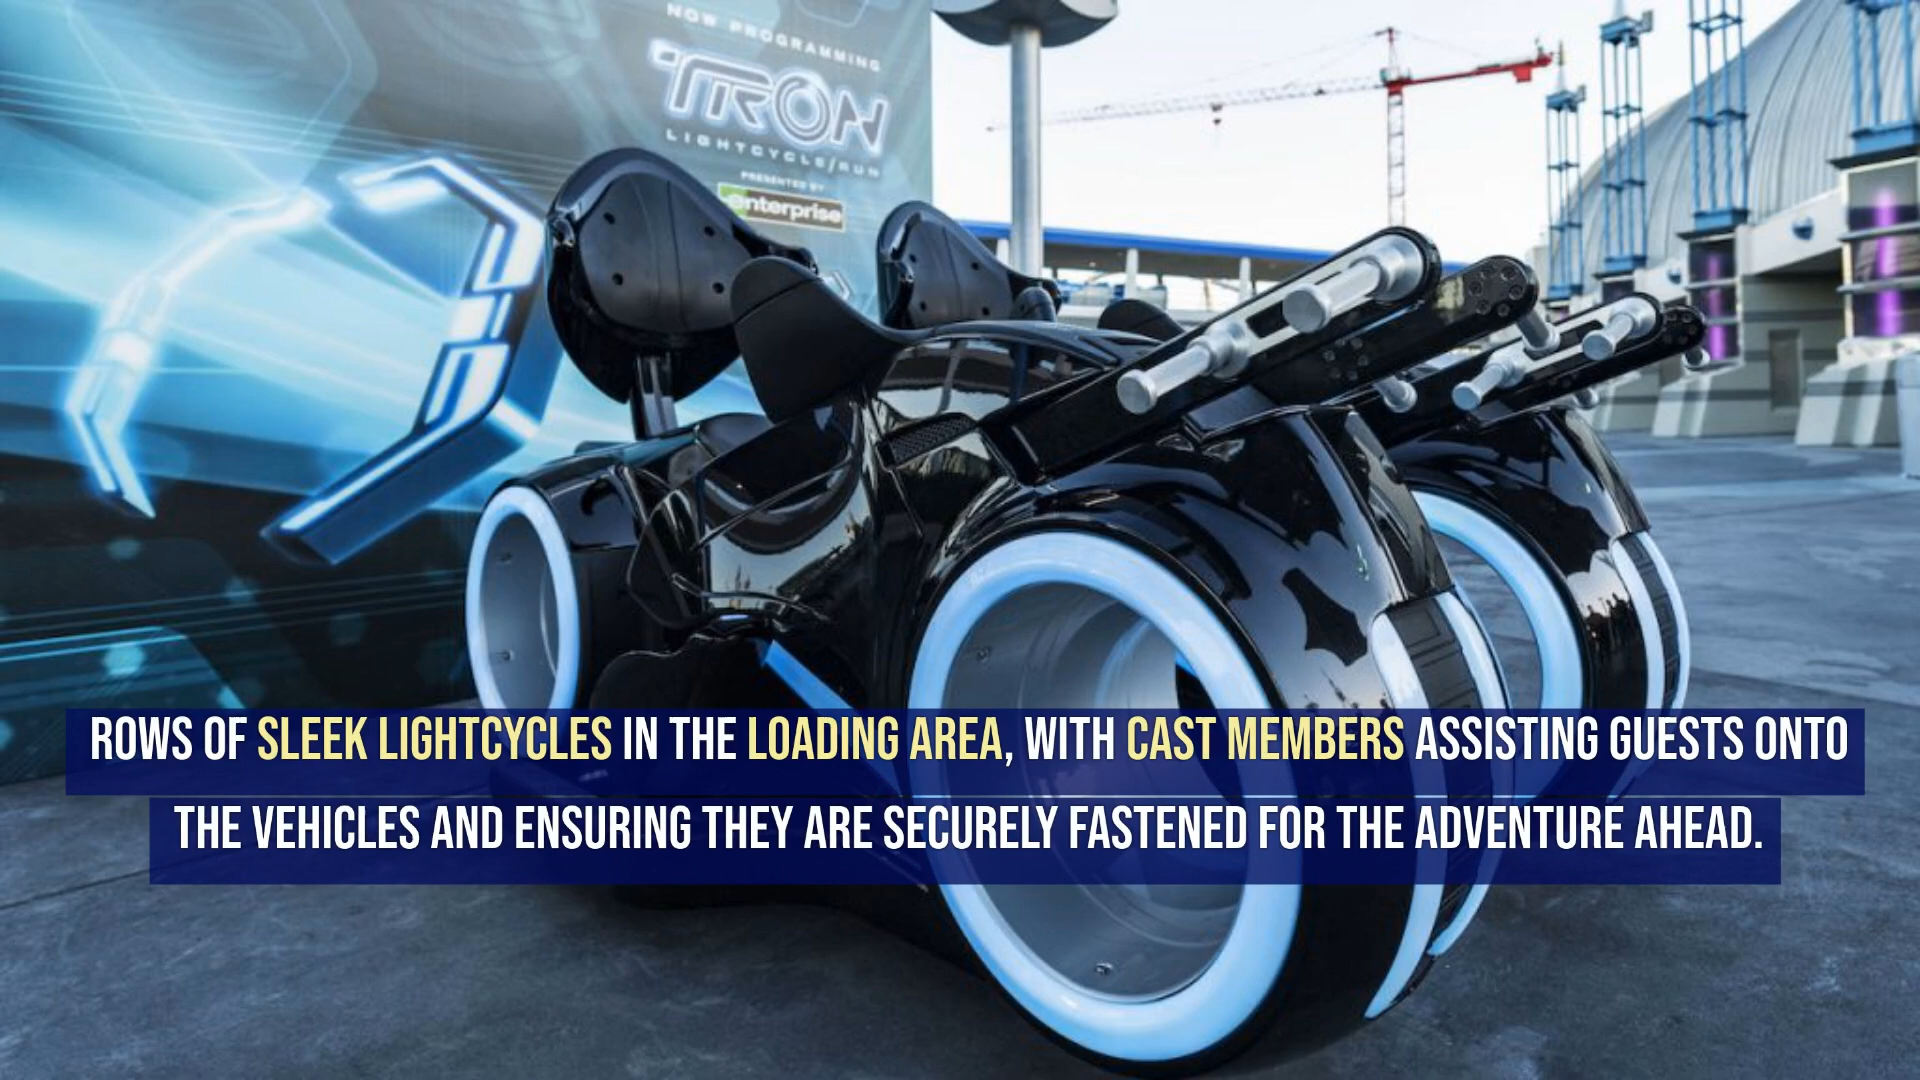 NOW PROGRAMMING
TRON
LIGHTCYCLE/RUN
PRESENTED BY
enterprise
ROWS OF SLEEK LIGHTCYCLES IN THE LOADING AREA, WITH CAST MEMBERS ASSISTING GUESTS ONTO
THE VEHICLES AND ENSURING THEY ARE SECURELY FASTENED FOR THE ADVENTURE AHEAD.